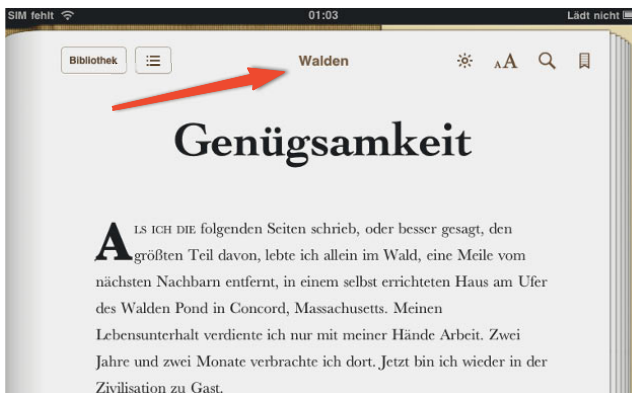 SIM fehlt 01:03 Lädt nicht
Bibliothek Walden AA
Genügsamkeit
ALS ICH DIE folgenden Seiten schrieb, oder besser gesagt, den
größten Teil davon, lebte ich allein im Wald, eine Meile vom
nächsten Nachbarn entfernt, in einem selbst errichteten Haus am Ufer
des Walden Pond in Concord, Massachusetts. Meinen
Lebensunterhalt verdiente ich nur mit meiner Hände Arbeit. Zwei
Jahre und zwei Monate verbrachte ich dort. Jetzt bin ich wieder in der
Zivilisation zu Gast.